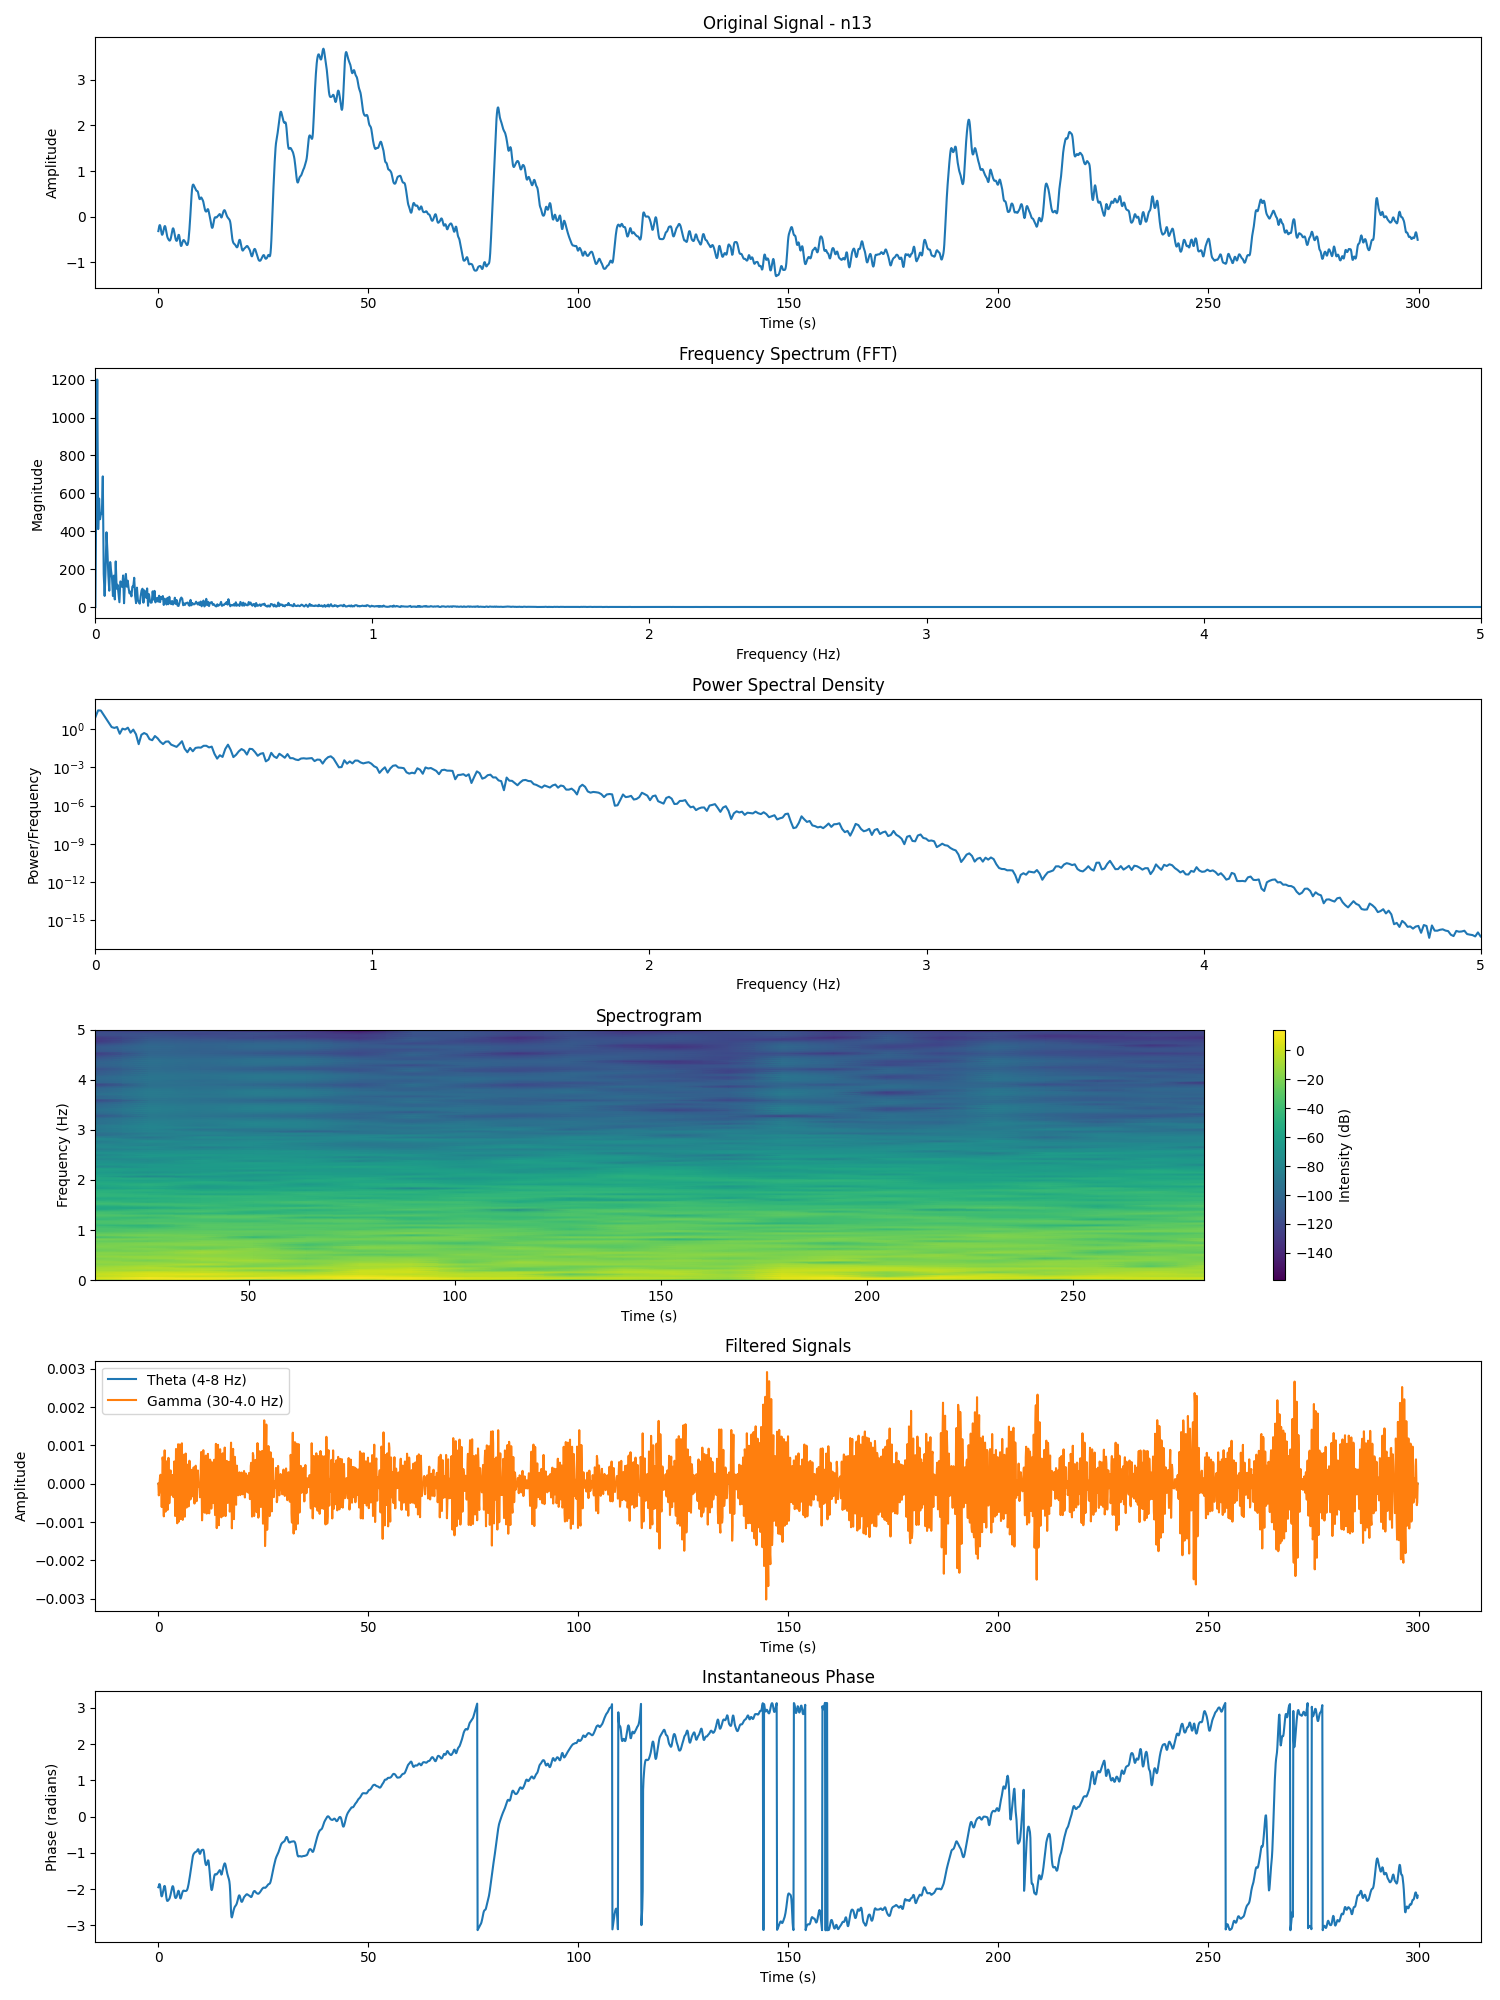 Original Signal - n13
3
2
1
0
−1
Amplitude
0 50 100 150 200 250 300
Time (s)
Frequency Spectrum (FFT)
1200
1000
800
600
400
200
0
Magnitude
0 1 2 3 4 5
Frequency (Hz)
Power Spectral Density
10⁰
10⁻³
10⁻⁶
10⁻⁹
10⁻¹²
10⁻¹⁵
Power/Frequency
0 1 2 3 4 5
Frequency (Hz)
Spectrogram
5
4
3
2
1
0
Frequency (Hz)
50 100 150 200 250
Time (s)
0
−20
−40
−60
−80
−100
−120
−140
Intensity (dB)
Filtered Signals
Theta (4-8 Hz)
Gamma (30-4.0 Hz)
0.003
0.002
0.001
0.000
−0.001
−0.002
−0.003
Amplitude
0 50 100 150 200 250 300
Time (s)
Instantaneous Phase
3
2
1
0
−1
−2
−3
Phase (radians)
0 50 100 150 200 250 300
Time (s)